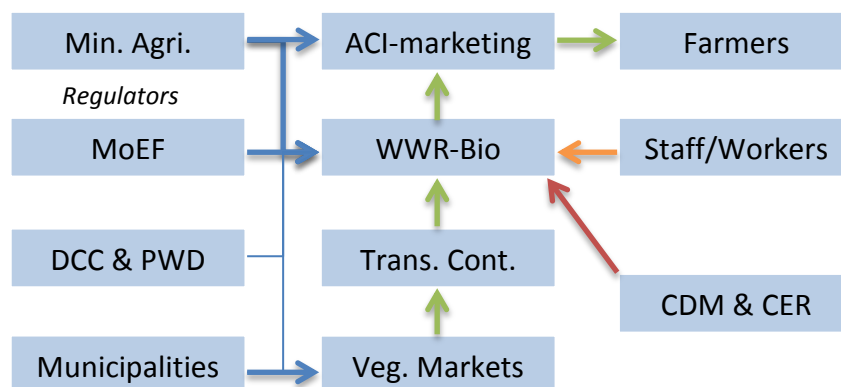 Min. Agri.
ACI-marketing
Farmers
Regulators
MoEF
WWR-Bio
Staff/Workers
DCC & PWD
Trans. Cont.
CDM & CER
Municipalities
Veg. Markets